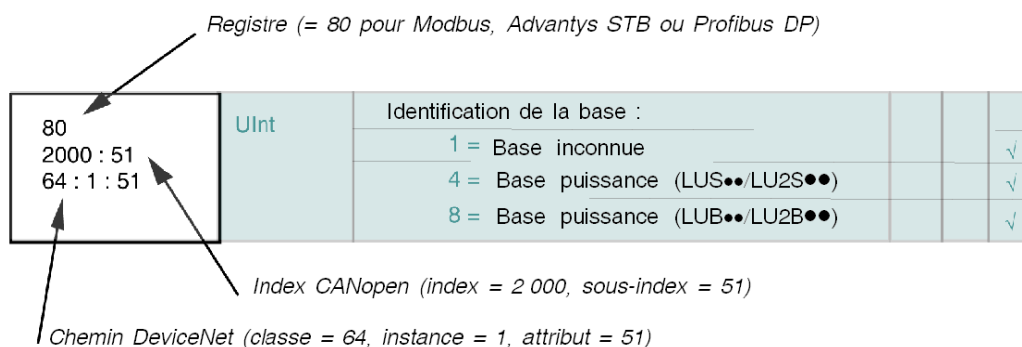 Registre (= 80 pour Modbus, Advantys STB ou Profibus DP)
80
2000 : 51
64 : 1 : 51
UInt
Identification de la base :
1 = Base inconnue √
4 = Base puissance (LUS●●/LU2S●●) √
8 = Base puissance (LUB●●/LU2B●●) √
Index CANopen (index = 2 000, sous-index = 51)
Chemin DeviceNet (classe = 64, instance = 1, attribut = 51)